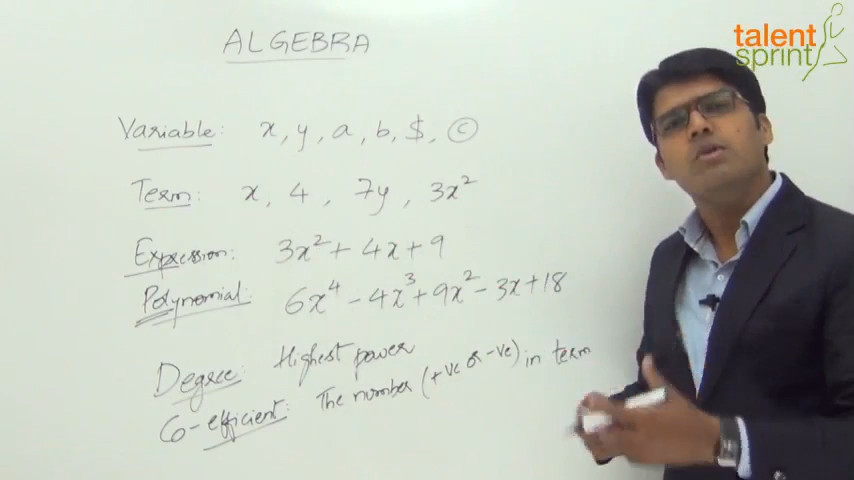 talent
sprint
ALGEBRA
Variable: x, y, a, b, $, ©
Term: x, 4, 7y, 3x²
Expression: 3x² + 4x + 9
Polynomial: 6x⁴ - 4x³ + 9x² - 3x + 18
Degree: Highest power
Co-efficient: The number (+ve or -ve) in term